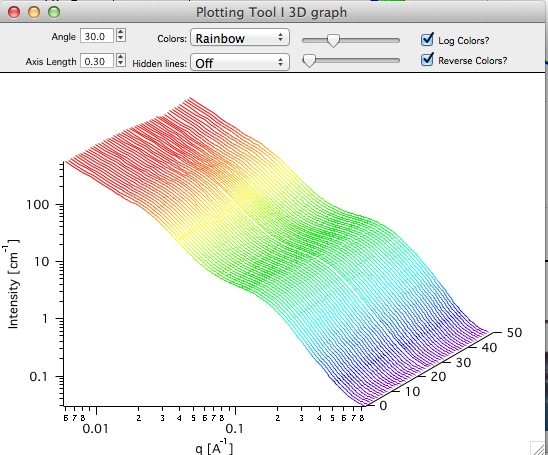 Plotting Tool I 3D graph
Angle 30.0 Colors: Rainbow Log Colors?
Axis Length 0.30 Hidden lines: Off Reverse Colors?
100
10
1
0.1
Intensity [cm-1]
50
40
30
20
10
0
6 7 8 2 3 4 5 6 7 8 2 3 4 5 6 7 8
0.01 0.1
q [A-1]